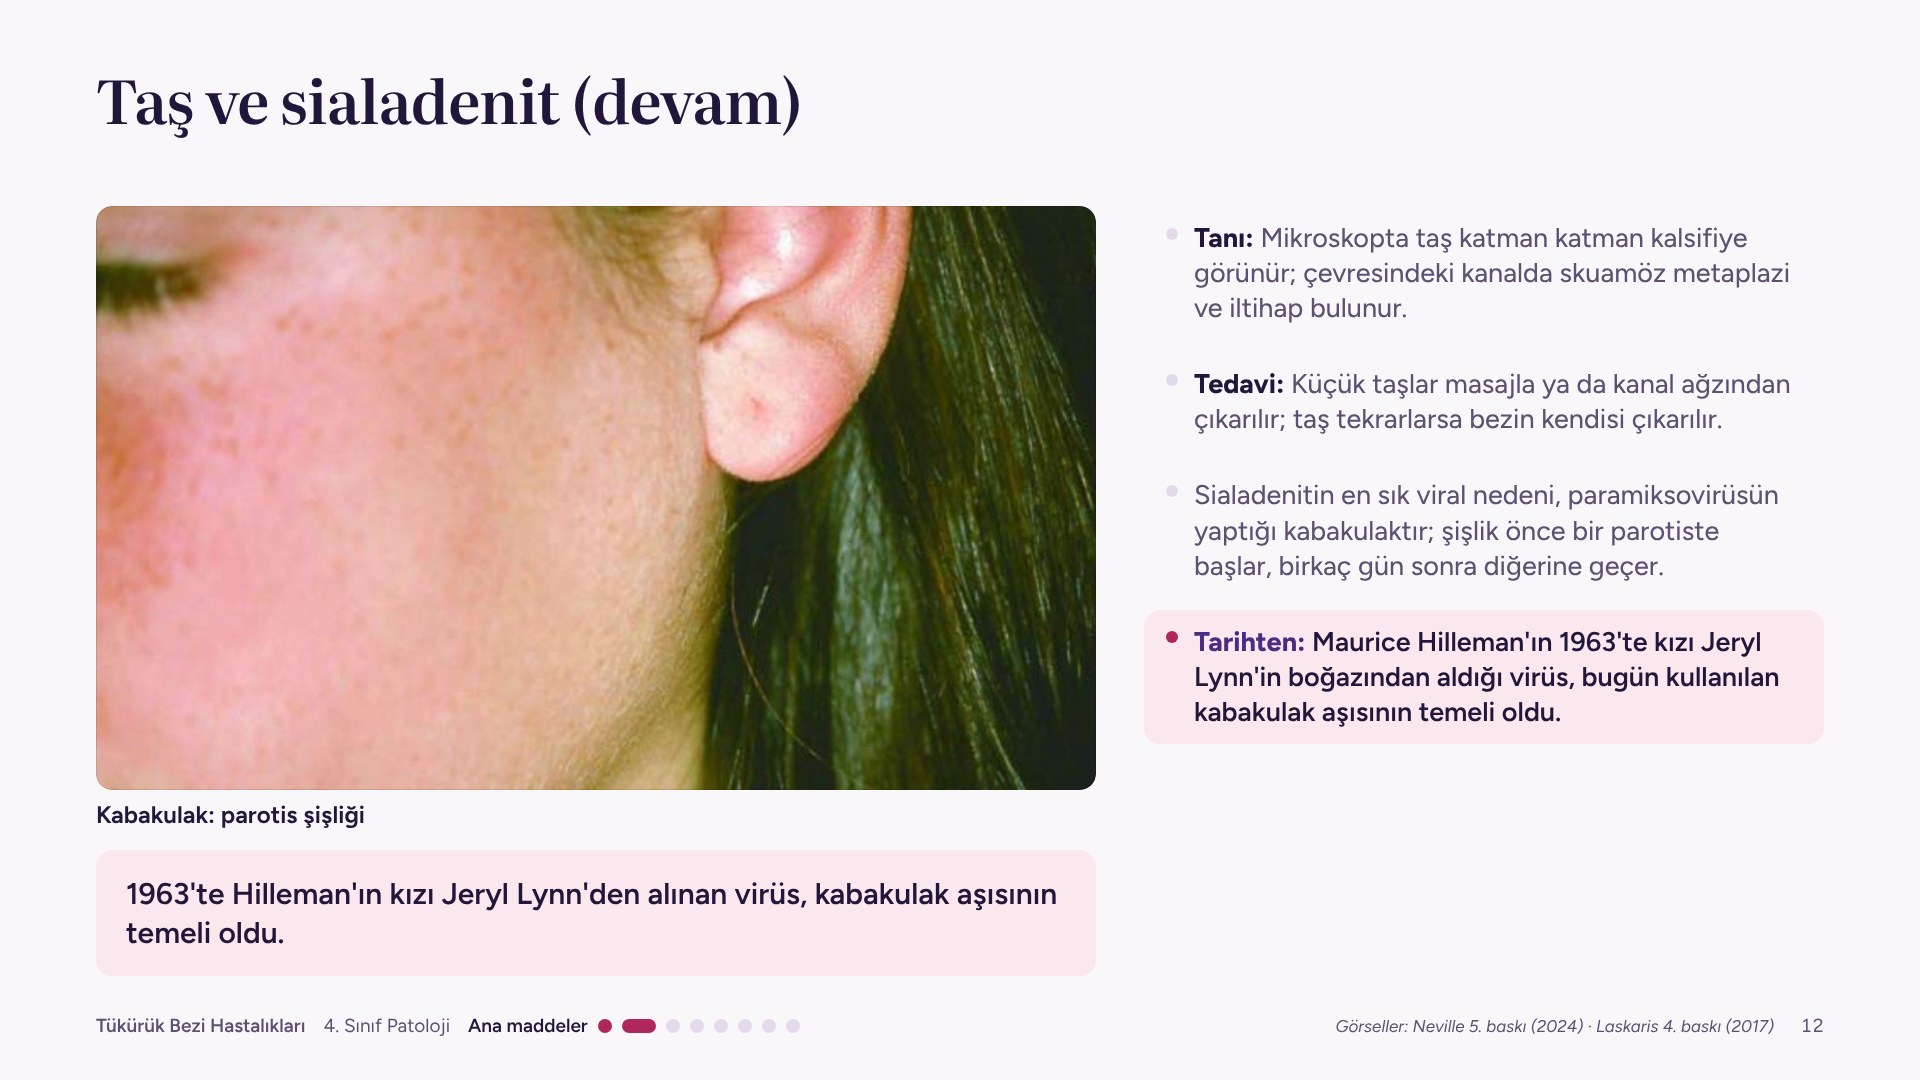 Taş ve sialadenit (devam)
Kabakulak: parotis şişliği
1963'te Hilleman'ın kızı Jeryl Lynn'den alınan virüs, kabakulak aşısının
temeli oldu.
Tanı: Mikroskopta taş katman katman kalsifiye
görünür; çevresindeki kanalda skuamöz metaplazi
ve iltihap bulunur.
Tedavi: Küçük taşlar masajla ya da kanal ağzından
çıkarılır; taş tekrarlarsa bezin kendisi çıkarılır.
Sialadenitin en sık viral nedeni, paramiksovirüsün
yaptığı kabakulaktır; şişlik önce bir parotiste
başlar, birkaç gün sonra diğerine geçer.
Tarihten: Maurice Hilleman'ın 1963'te kızı Jeryl
Lynn'in boğazından aldığı virüs, bugün kullanılan
kabakulak aşısının temeli oldu.
Tükürük Bezi Hastalıkları 4. Sınıf Patoloji Ana maddeler
Görseller: Neville 5. baskı (2024) · Laskaris 4. baskı (2017) 12